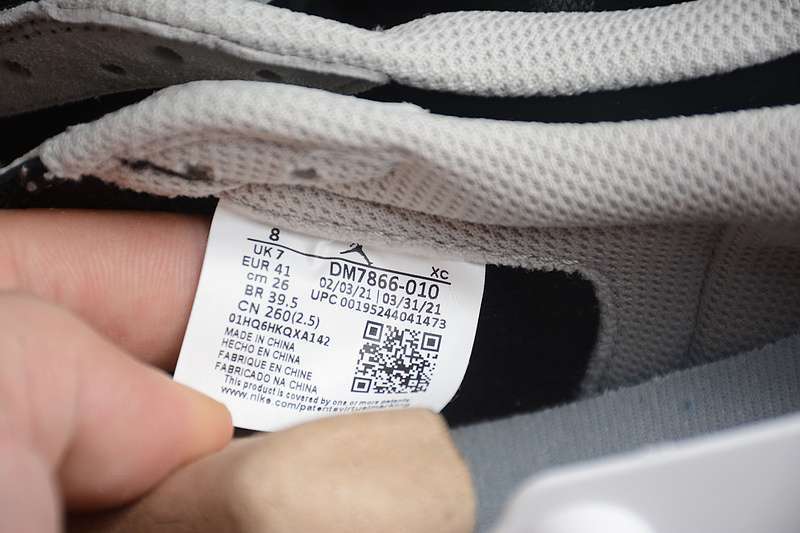 8
UK 7
EUR 41
cm 26
BR 39.5
CN 260(2.5)
01HQ6HKQXA142
XC
DM7866-010
02/03/21 | 03/31/21
UPC 00195244041473
MADE IN CHINA
HECHO EN CHINA
FABRIQUE EN CHINE
FABRICADO NA CHINA
This product is covered by one or more patents
www.nike.com/patentsvirtualmarking